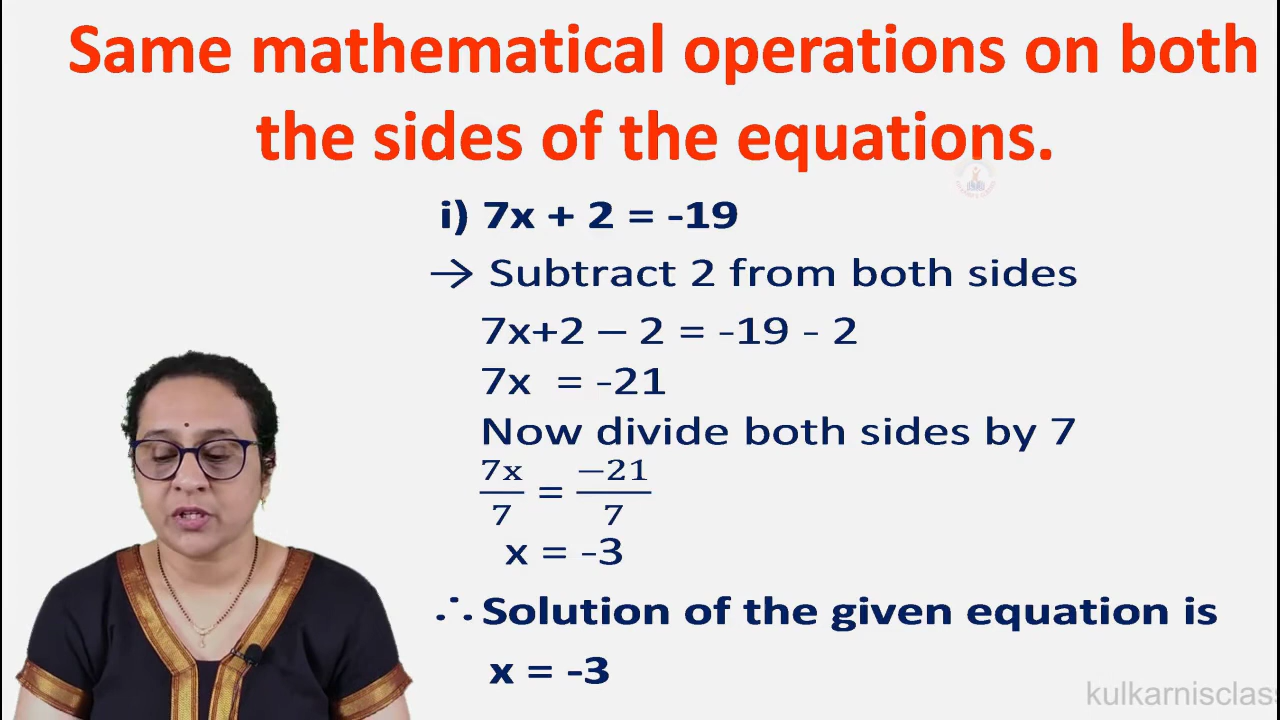 Same mathematical operations on both
the sides of the equations.
i) 7x + 2 = -19
→ Subtract 2 from both sides
7x+2 – 2 = -19 - 2
7x = -21
Now divide both sides by 7
7x/7 = −21/7
x = -3
∴ Solution of the given equation is
x = -3
kulkarnisclas